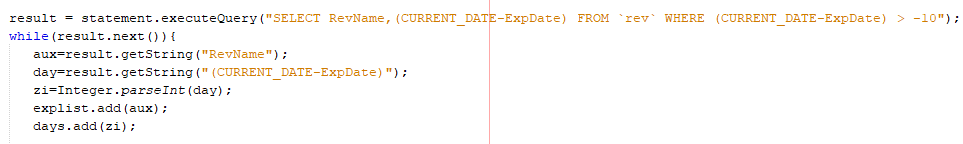 result = statement.executeQuery("SELECT RevName,(CURRENT_DATE-ExpDate) FROM `rev` WHERE (CURRENT_DATE-ExpDate) > -10");
while(result.next()){
aux=result.getString("RevName");
day=result.getString("(CURRENT_DATE-ExpDate)");
zi=Integer.parseInt(day);
explist.add(aux);
days.add(zi);